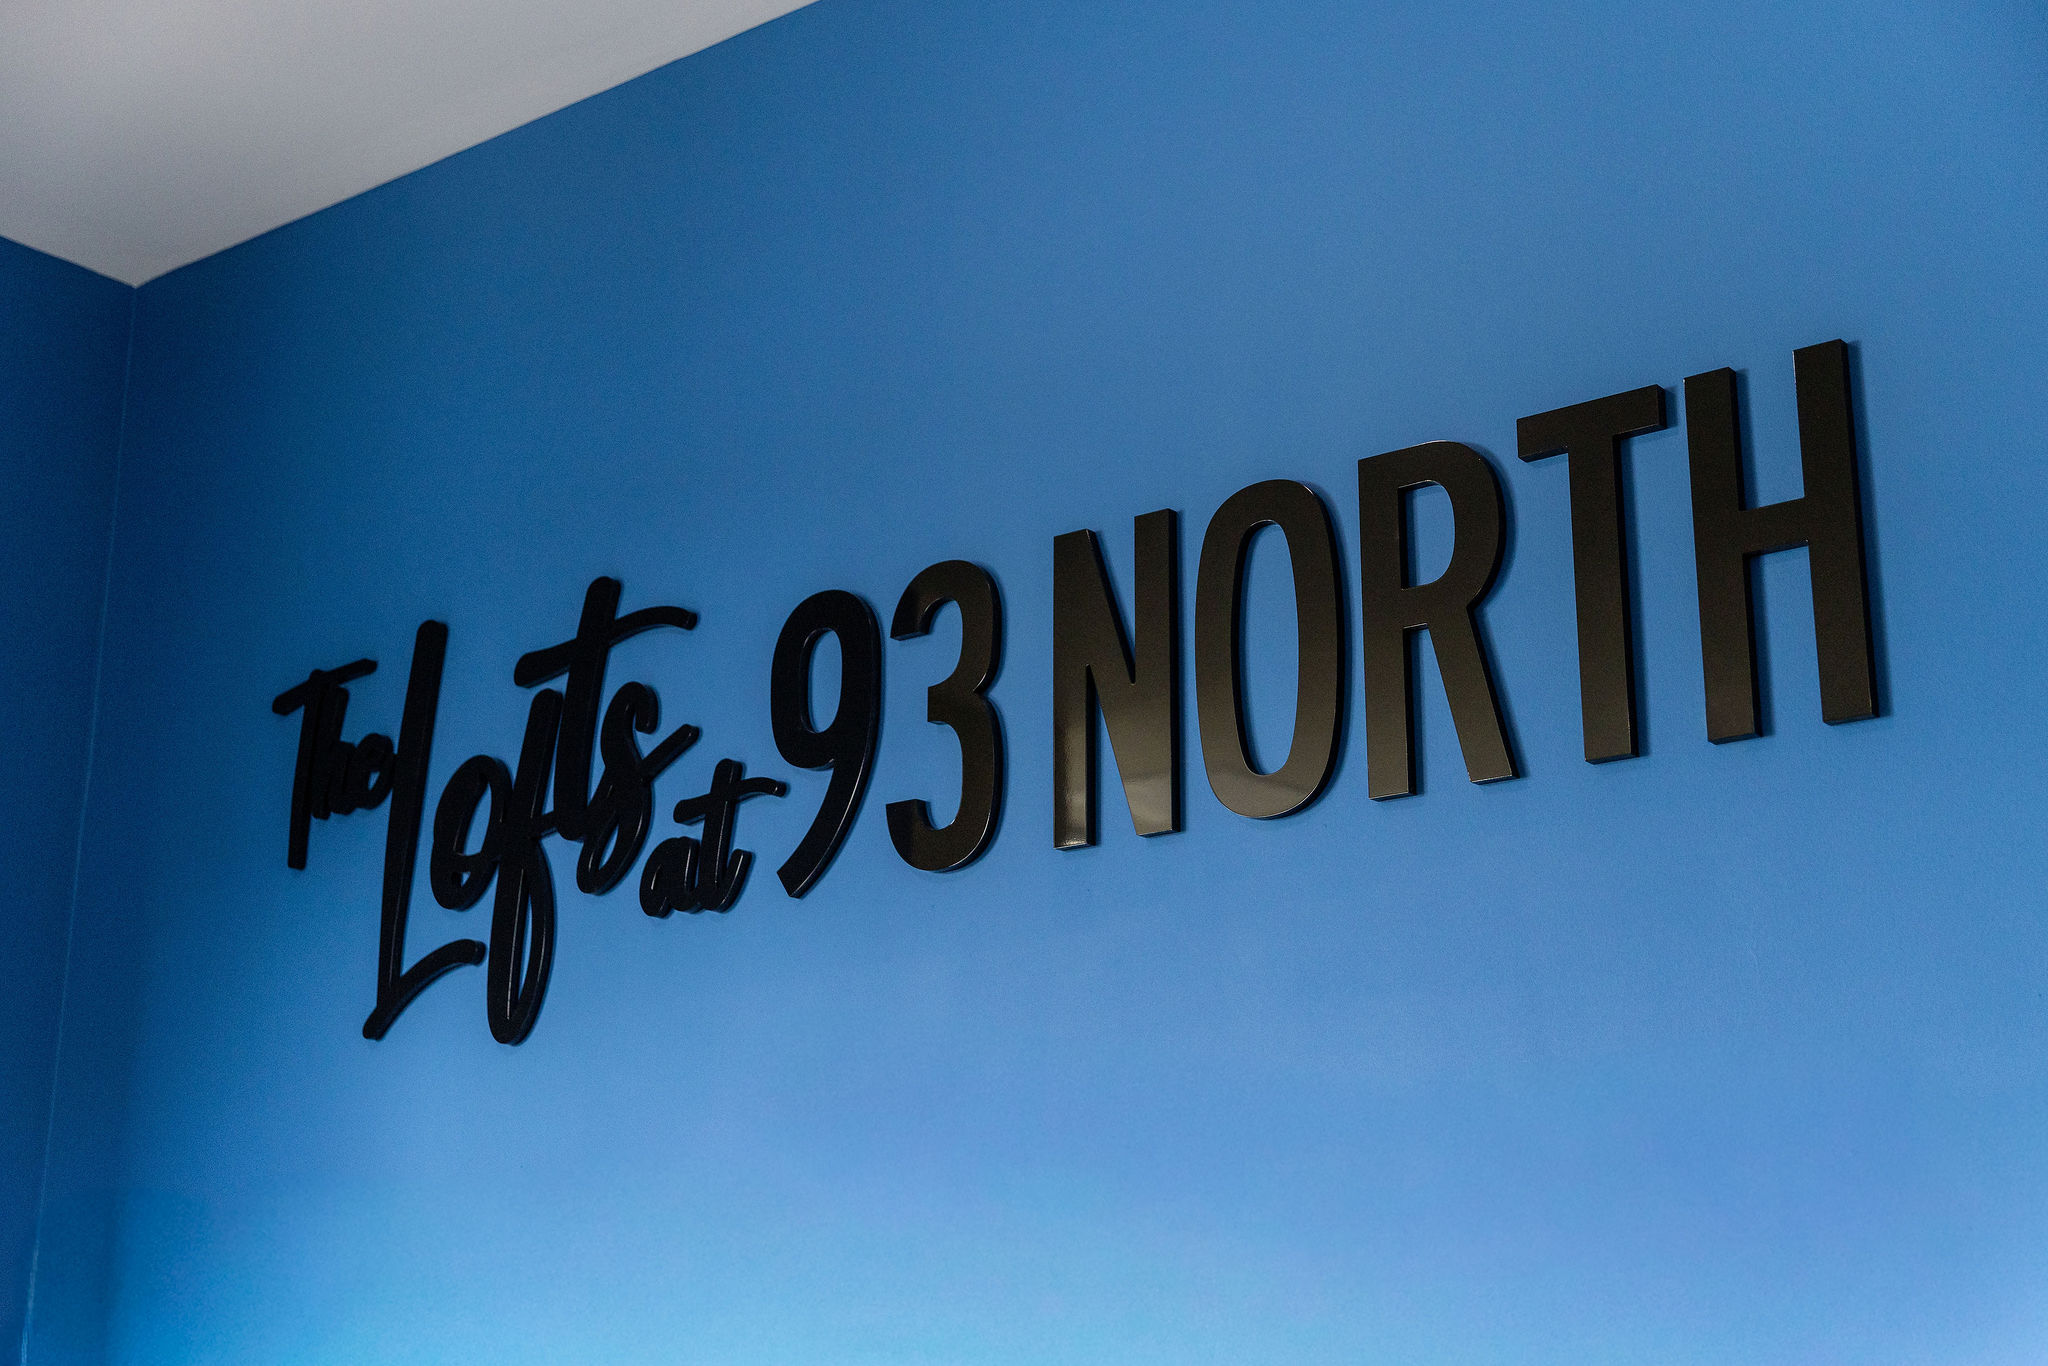 The Lofts at 93 NORTH